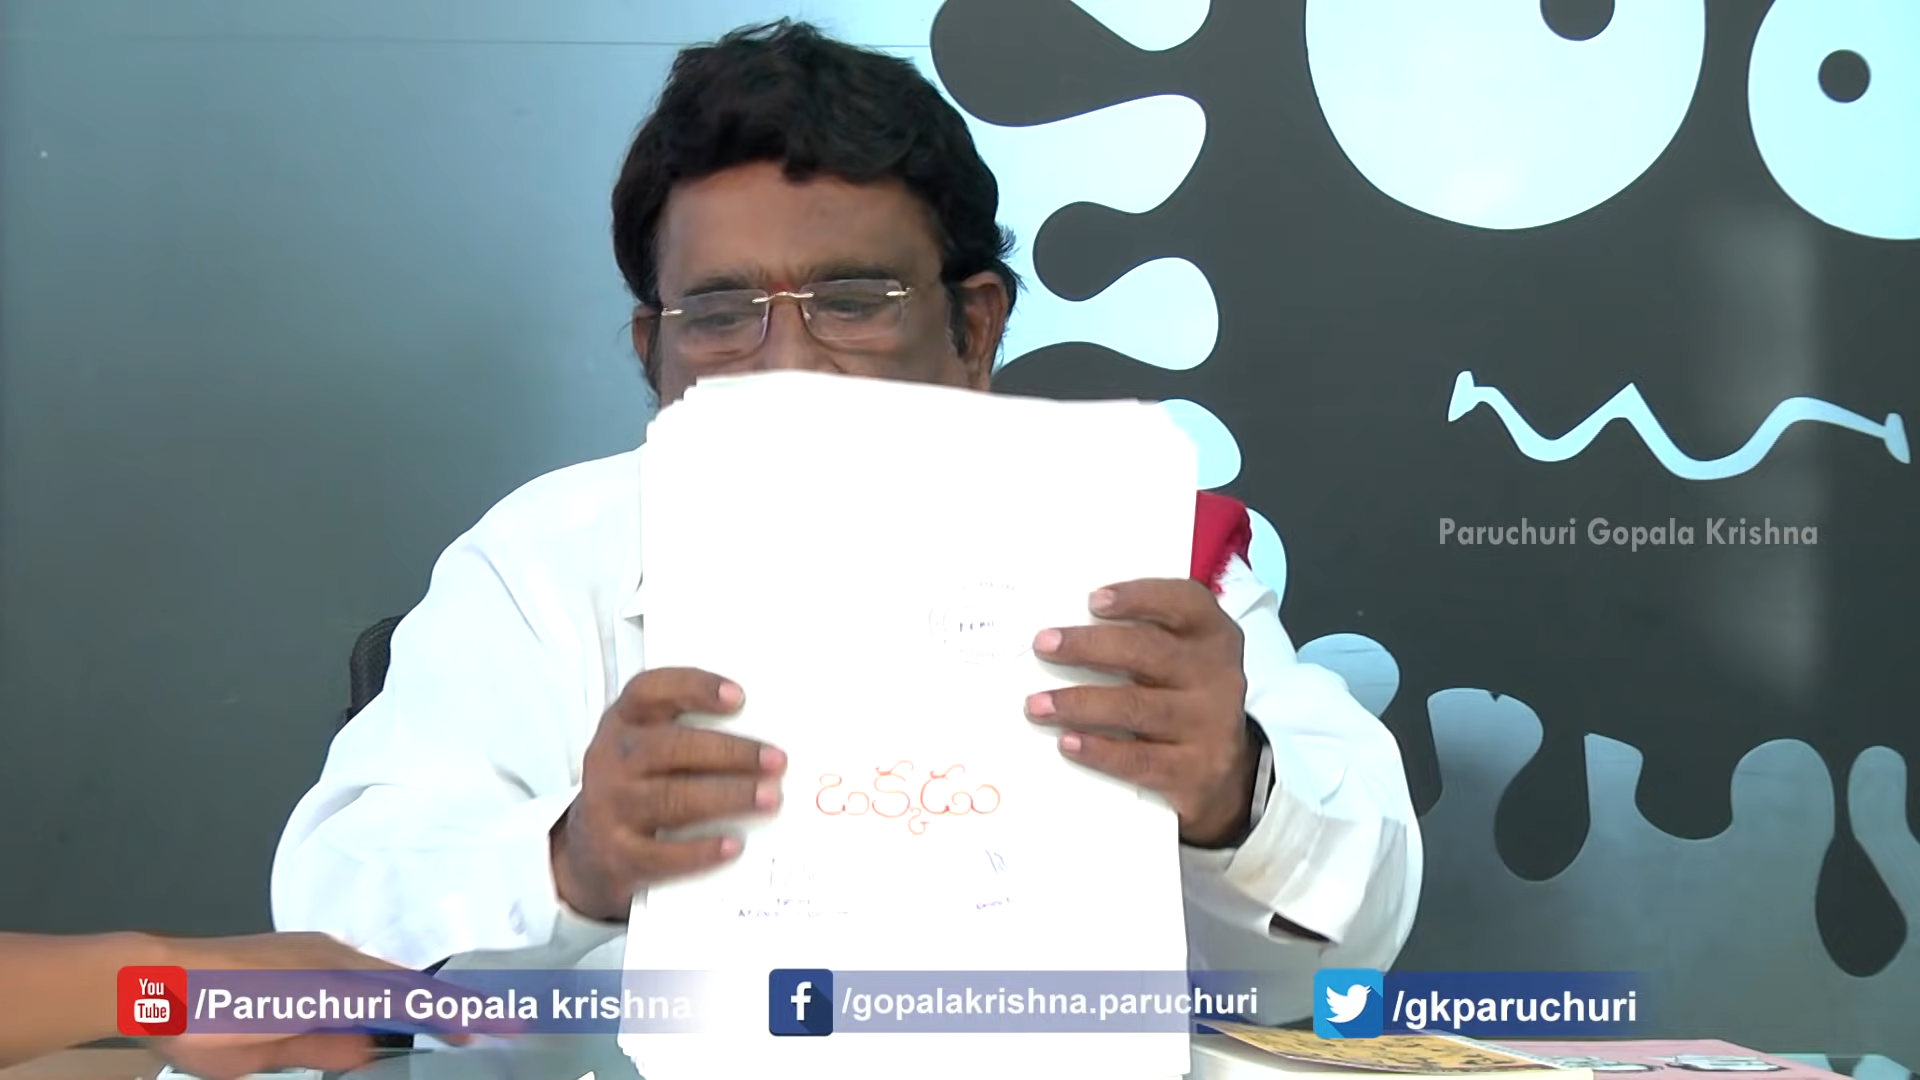 Paruchuri Gopala Krishna
ఒక్కడు
You
Tube
/Paruchuri Gopala krishna
f
/gopalakrishna.paruchuri
/gkparuchuri